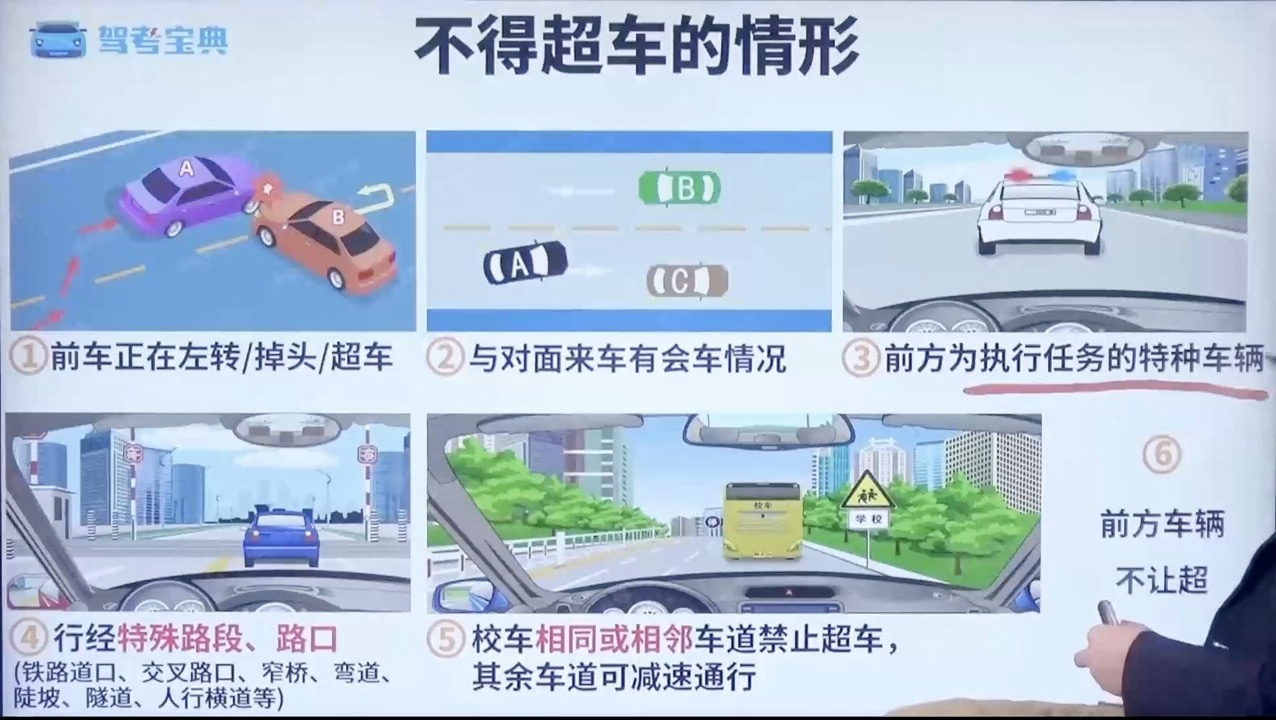 驾考宝典
不得超车的情形
A
B
①前车正在左转/掉头/超车
B
A
C
②与对面来车有会车情况
③前方为执行任务的特种车辆
④行经特殊路段、路口
(铁路道口、交叉路口、窄桥、弯道、
陡坡、隧道、人行横道等)
校车
学校
⑤校车相同或相邻车道禁止超车，
其余车道可减速通行
⑥
前方车辆
不让超